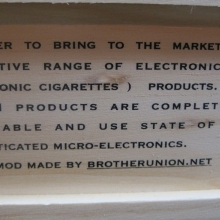 ER TO BRING TO THE MARKET
TIVE RANGE OF ELECTRONIC
ONIC CIGARETTES ) PRODUCTS.
PRODUCTS ARE COMPLET
ABLE AND USE STATE OF
TICATED MICRO-ELECTRONICS.
MOD MADE BY BROTHERUNION.NET